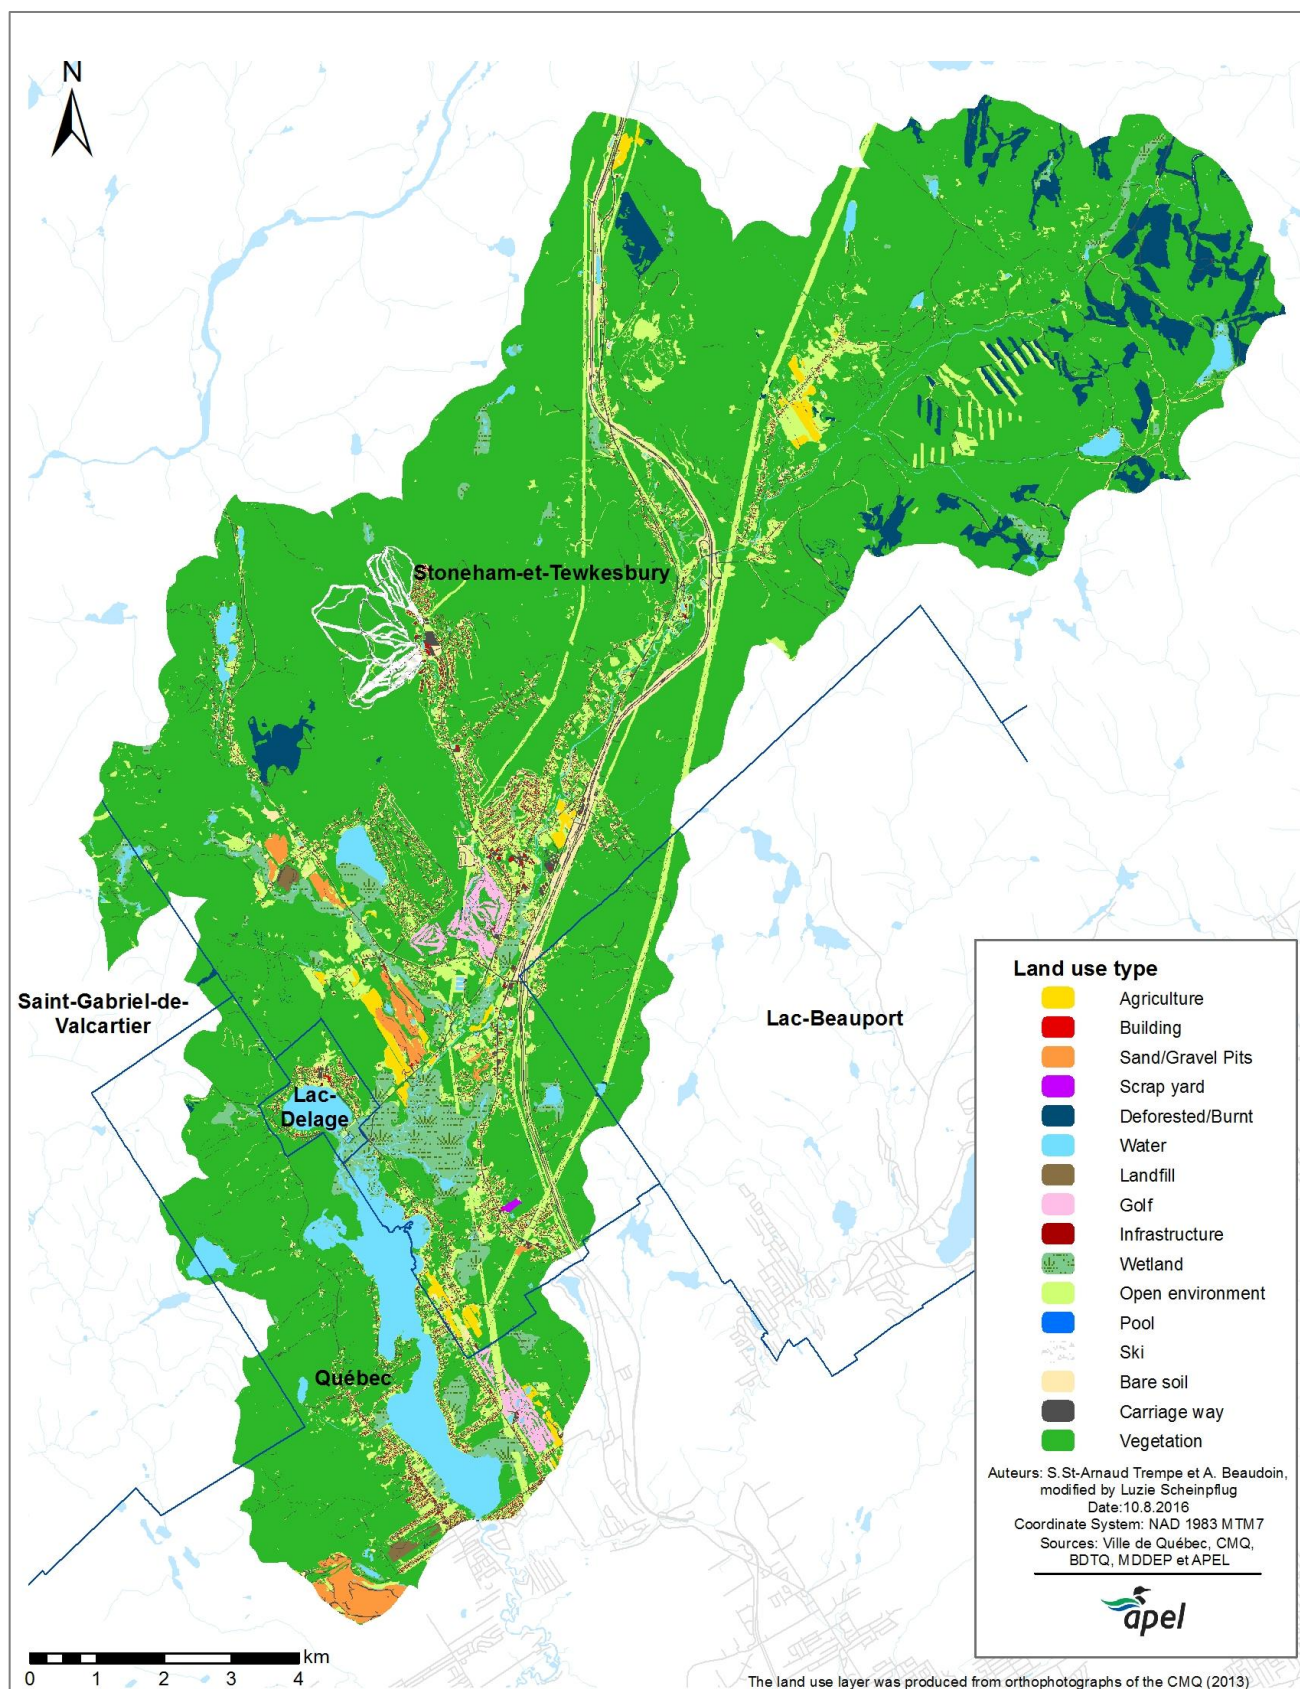 N
Stoneham-et-Tewkesbury
Saint-Gabriel-de-
Valcartier
Lac-Beauport
Lac-
Delage
Québec
Land use type
Agriculture
Building
Sand/Gravel Pits
Scrap yard
Deforested/Burnt
Water
Landfill
Golf
Infrastructure
Wetland
Open environment
Pool
Ski
Bare soil
Carriage way
Vegetation
Auteurs: S.St-Arnaud Trempe et A. Beaudoin,
modified by Luzie Scheinpflug
Date:10.8.2016
Coordinate System: NAD 1983 MTM7
Sources: Ville de Québec, CMQ,
BDTQ, MDDEP et APEL
apel
km
0 1 2 3 4
The land use layer was produced from orthophotographs of the CMQ (2013)